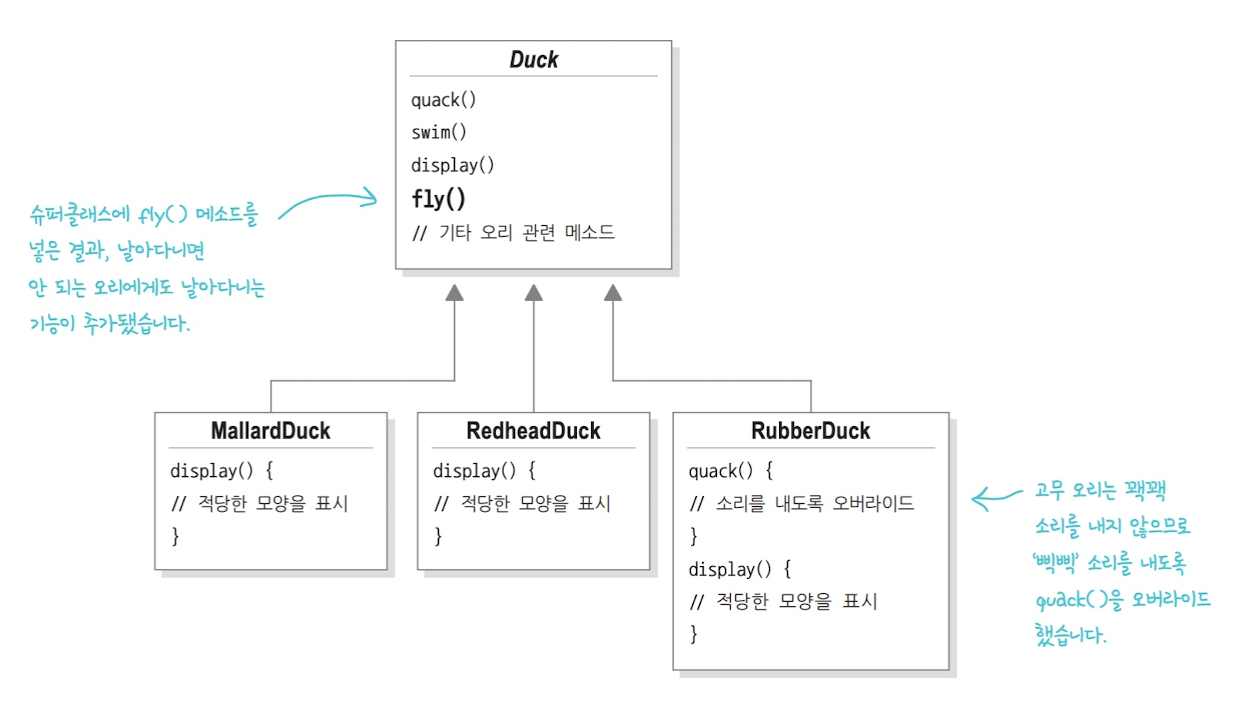 Duck
quack()
swim()
display()
fly()
// 기타 오리 관련 메소드
슈퍼클래스에 fly( ) 메소드를
넣은 결과, 날아다니면
안 되는 오리에게도 날아다니는
기능이 추가됐습니다.
MallardDuck
display() {
// 적당한 모양을 표시
}
RedheadDuck
display() {
// 적당한 모양을 표시
}
RubberDuck
quack() {
// 소리를 내도록 오버라이드
}
display() {
// 적당한 모양을 표시
}
고무 오리는 꽥꽥
소리를 내지 않으므로
‘삑삑’ 소리를 내도록
quack( )을 오버라이드
했습니다.